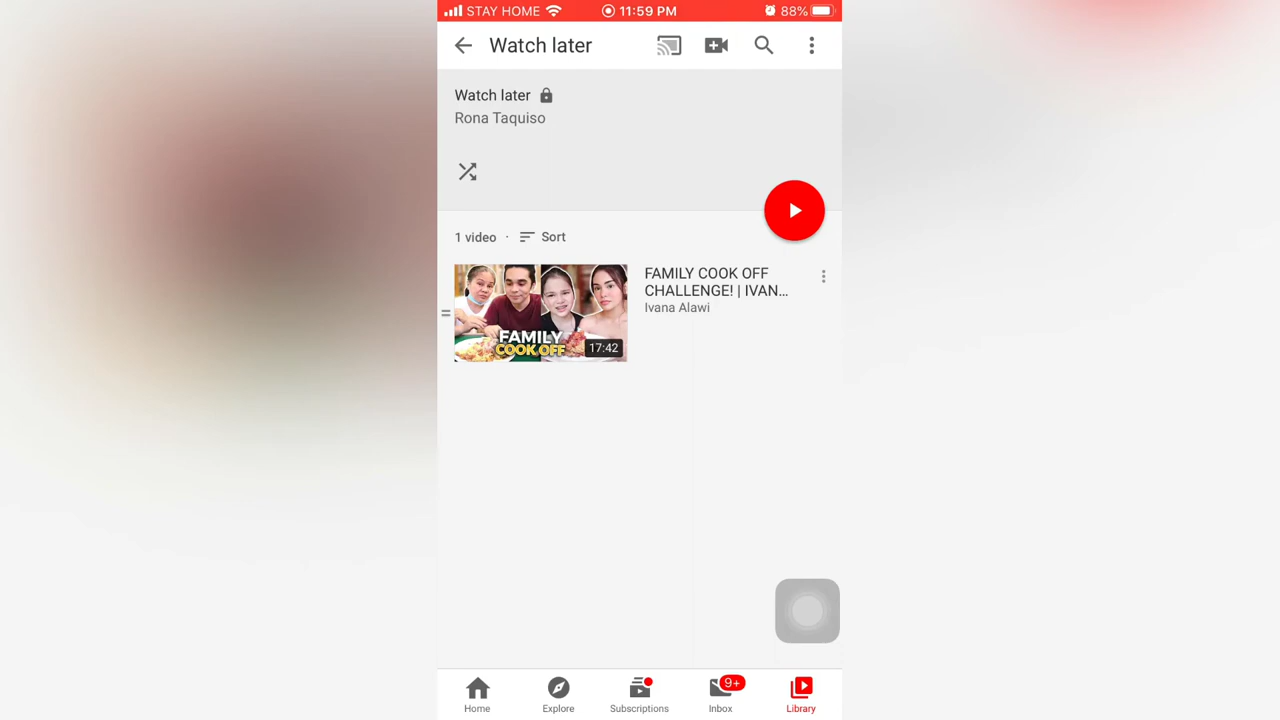 STAY HOME 11:59 PM 88%
Watch later
Watch later
Rona Taquiso
1 video · Sort
FAMILY COOK OFF
CHALLENGE! | IVAN...
Ivana Alawi
FAMILY
COOK OFF
17:42
9+
Home Explore Subscriptions Inbox Library